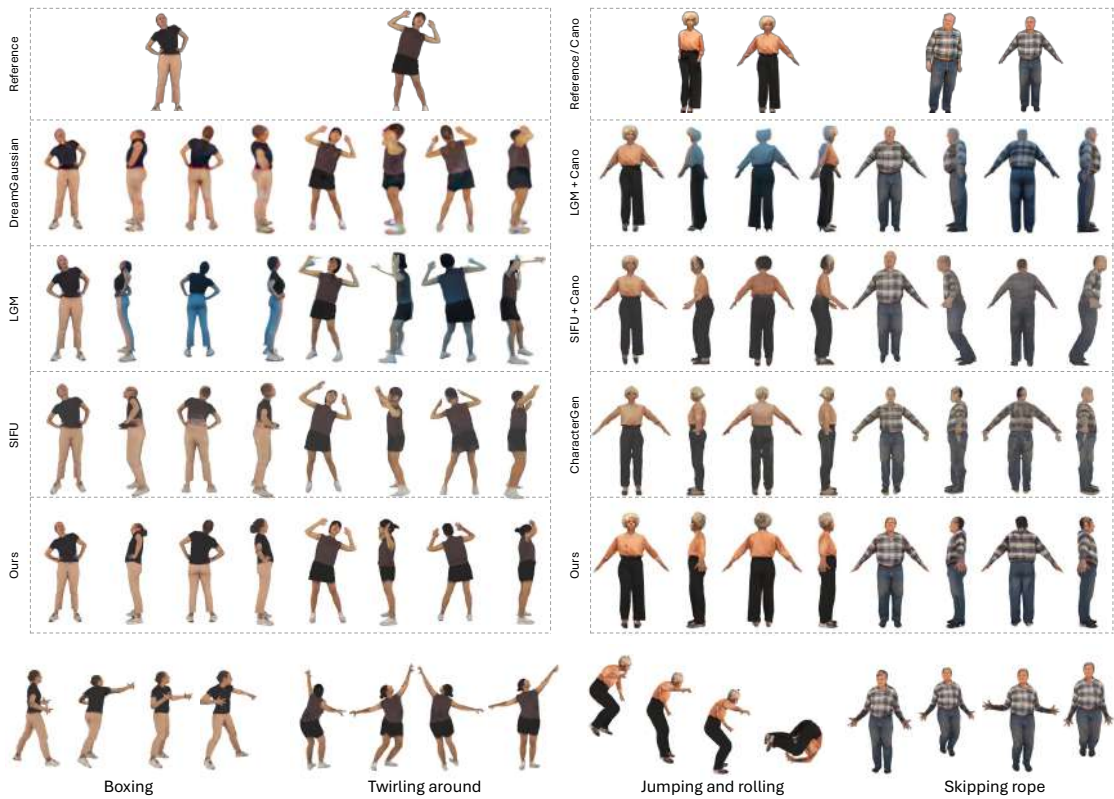 Reference
DreamGaussian
LGM
SIFU
Ours
Reference / Cano
LGM + Cano
SIFU + Cano
CharacterGen
Ours
Boxing
Twirling around
Jumping and rolling
Skipping rope